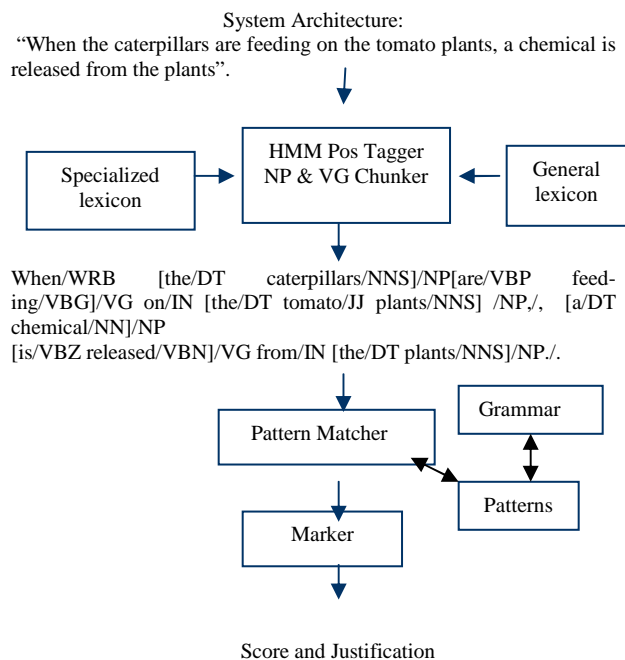 System Architecture:
“When the caterpillars are feeding on the tomato plants, a chemical is
released from the plants”.
HMM Pos Tagger
NP & VG Chunker
Specialized
lexicon
General
lexicon
When/WRB [the/DT caterpillars/NNS]/NP[are/VBP feed-
ing/VBG]/VG on/IN [the/DT tomato/JJ plants/NNS] /NP,/, [a/DT
chemical/NN]/NP
[is/VBZ released/VBN]/VG from/IN [the/DT plants/NNS]/NP./.
Grammar
Pattern Matcher
Patterns
Marker
Score and Justification